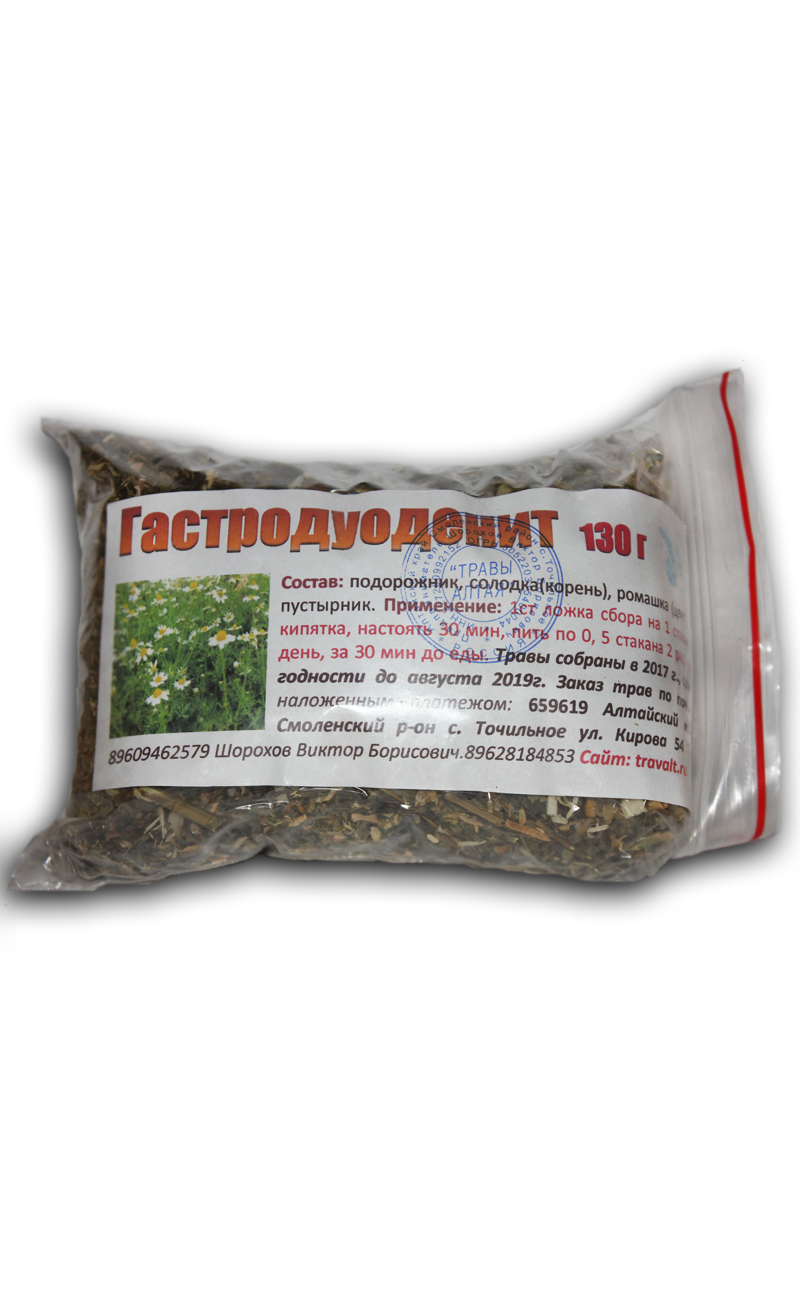 Гастродуоденит 130 г
Состав: подорожник, солодка(корень), ромашка
пустырник. Применение: 1ст ложка сбора на 1
кипятка, настоять 30 мин, пить по 0, 5 стакана 2
день, за 30 мин до еды. Травы собраны в 2017 г.,
годности до августа 2019г. Заказ трав по
наложенным платежом: 659619 Алтайский
Смоленский р-он с. Точильное ул. Кирова 54
89609462579 Шорохов Виктор Борисович.89628184853 Сайт: travalt.ru
"ТРАВЫ
АЛТАЯ"